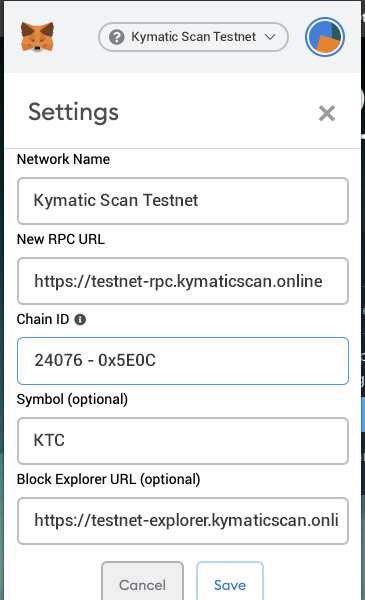 Kymatic Scan Testnet
Settings
Network Name
Kymatic Scan Testnet
New RPC URL
https://testnet-rpc.kymaticscan.online
Chain ID
24076 - 0x5E0C
Symbol (optional)
KTC
Block Explorer URL (optional)
https://testnet-explorer.kymaticscan.onli
Cancel
Save